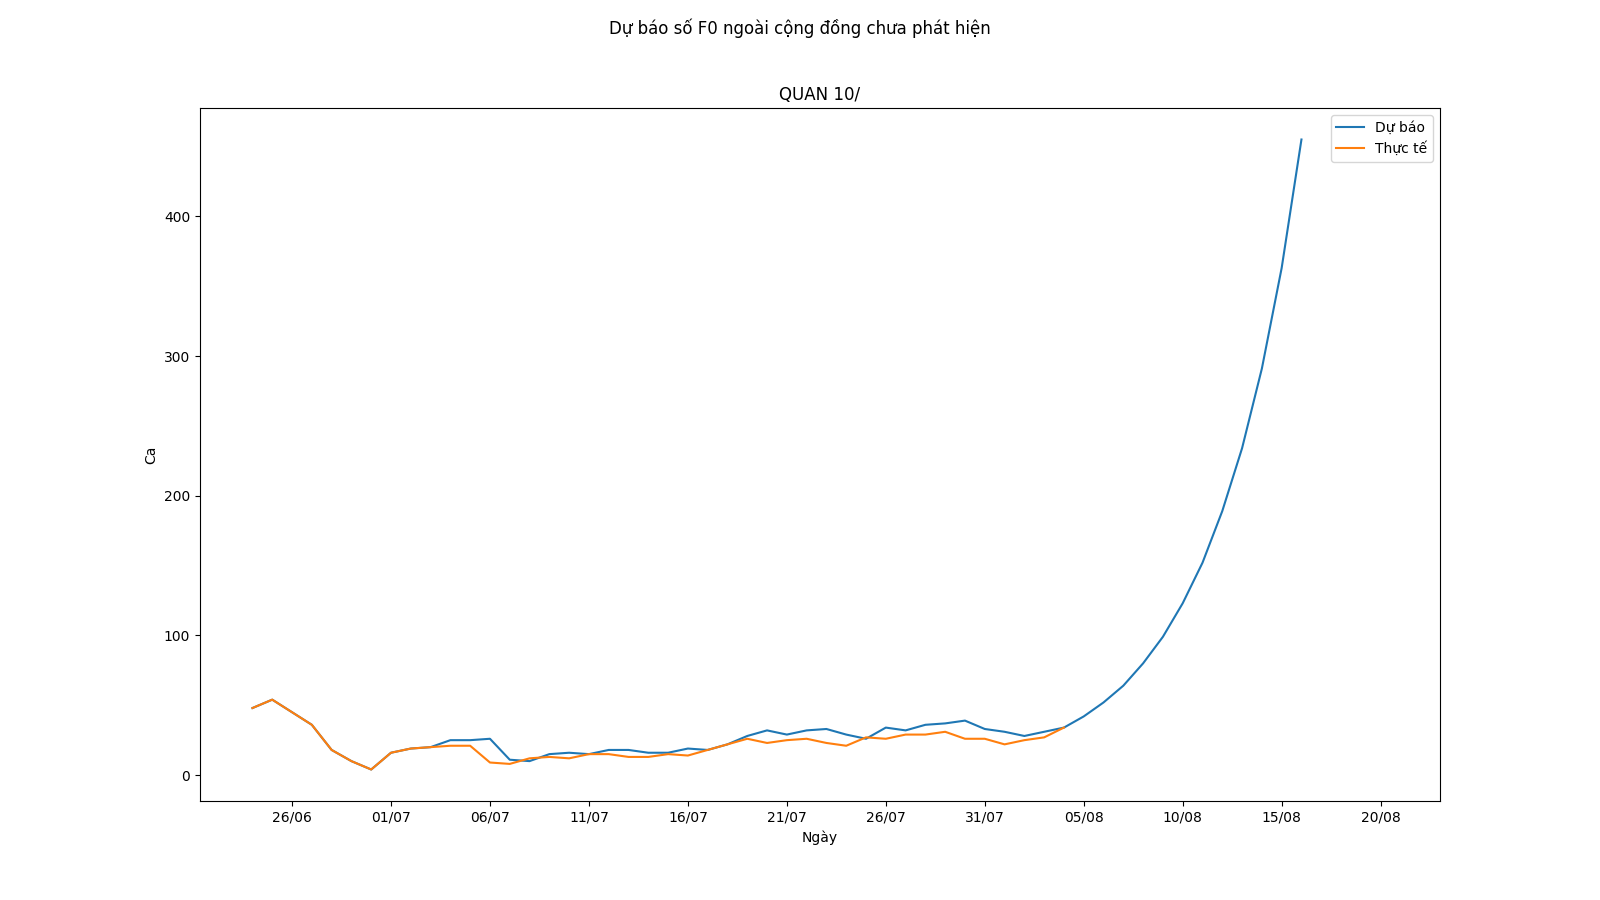 Dự báo số F0 ngoài cộng đồng chưa phát hiện
QUAN 10/
Dự báo
Thực tế
400
300
200
100
0
Ca
26/06 01/07 06/07 11/07 16/07 21/07 26/07 31/07 05/08 10/08 15/08 20/08
Ngày